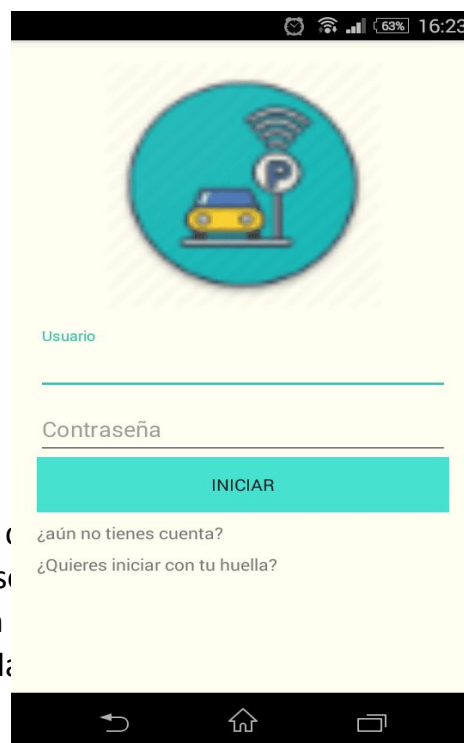 63% 16:23
P
Usuario
Contraseña
INICIAR
¿aún no tienes cuenta?
¿Quieres iniciar con tu huella?